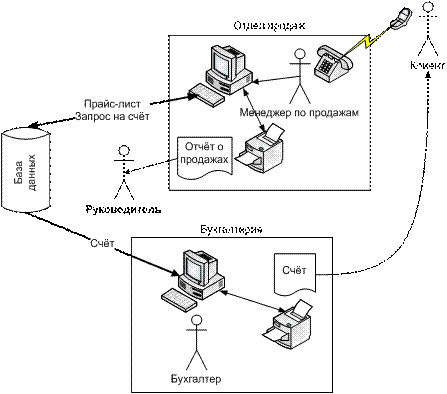 Отдел продаж
Клиент
Прайс-лист
Запрос на счёт
Менеджер по продажам
Отчёт о
продажах
База
данных
Руководитель
Бухгалтерия
Счёт
Счёт
Бухгалтер